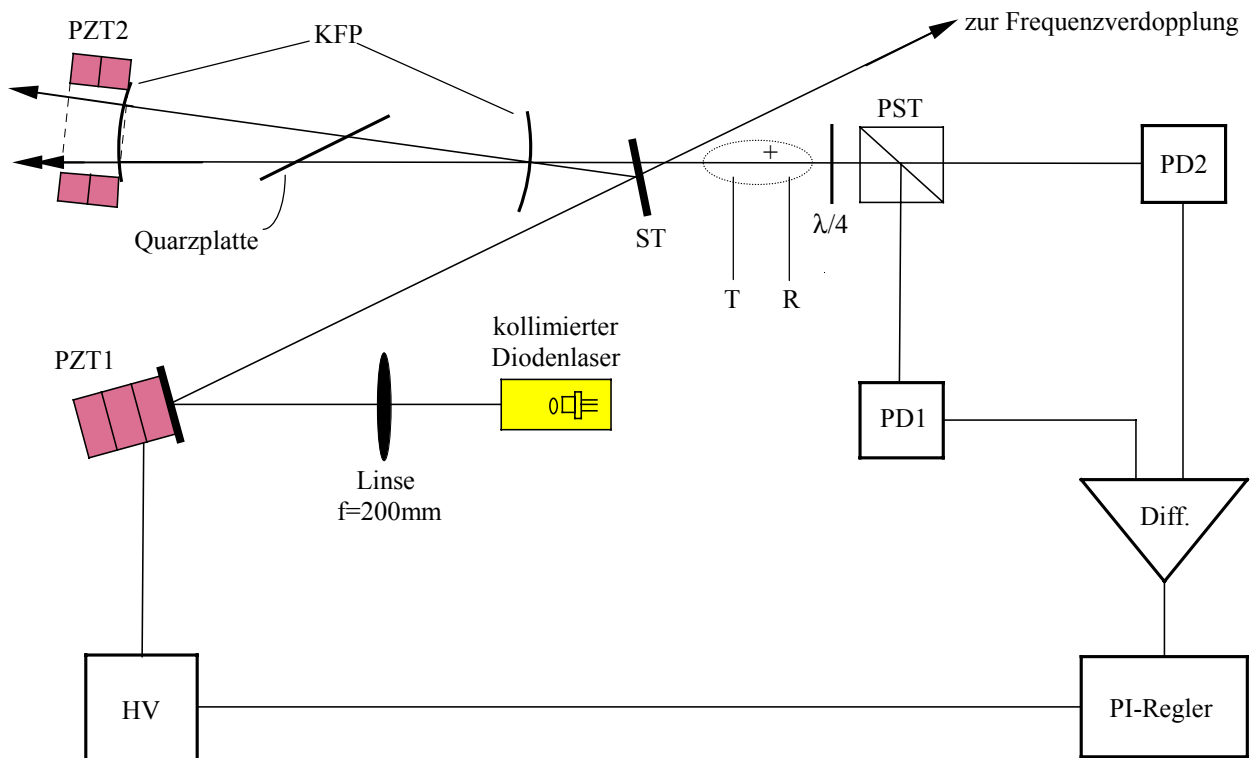 zur Frequenzverdopplung
PZT2
KFP
PST
+
PD2
Quarzplatte
ST
λ/4
T
R
kollimierter
Diodenlaser
PZT1
PD1
Linse
f=200mm
Diff.
HV
PI-Regler